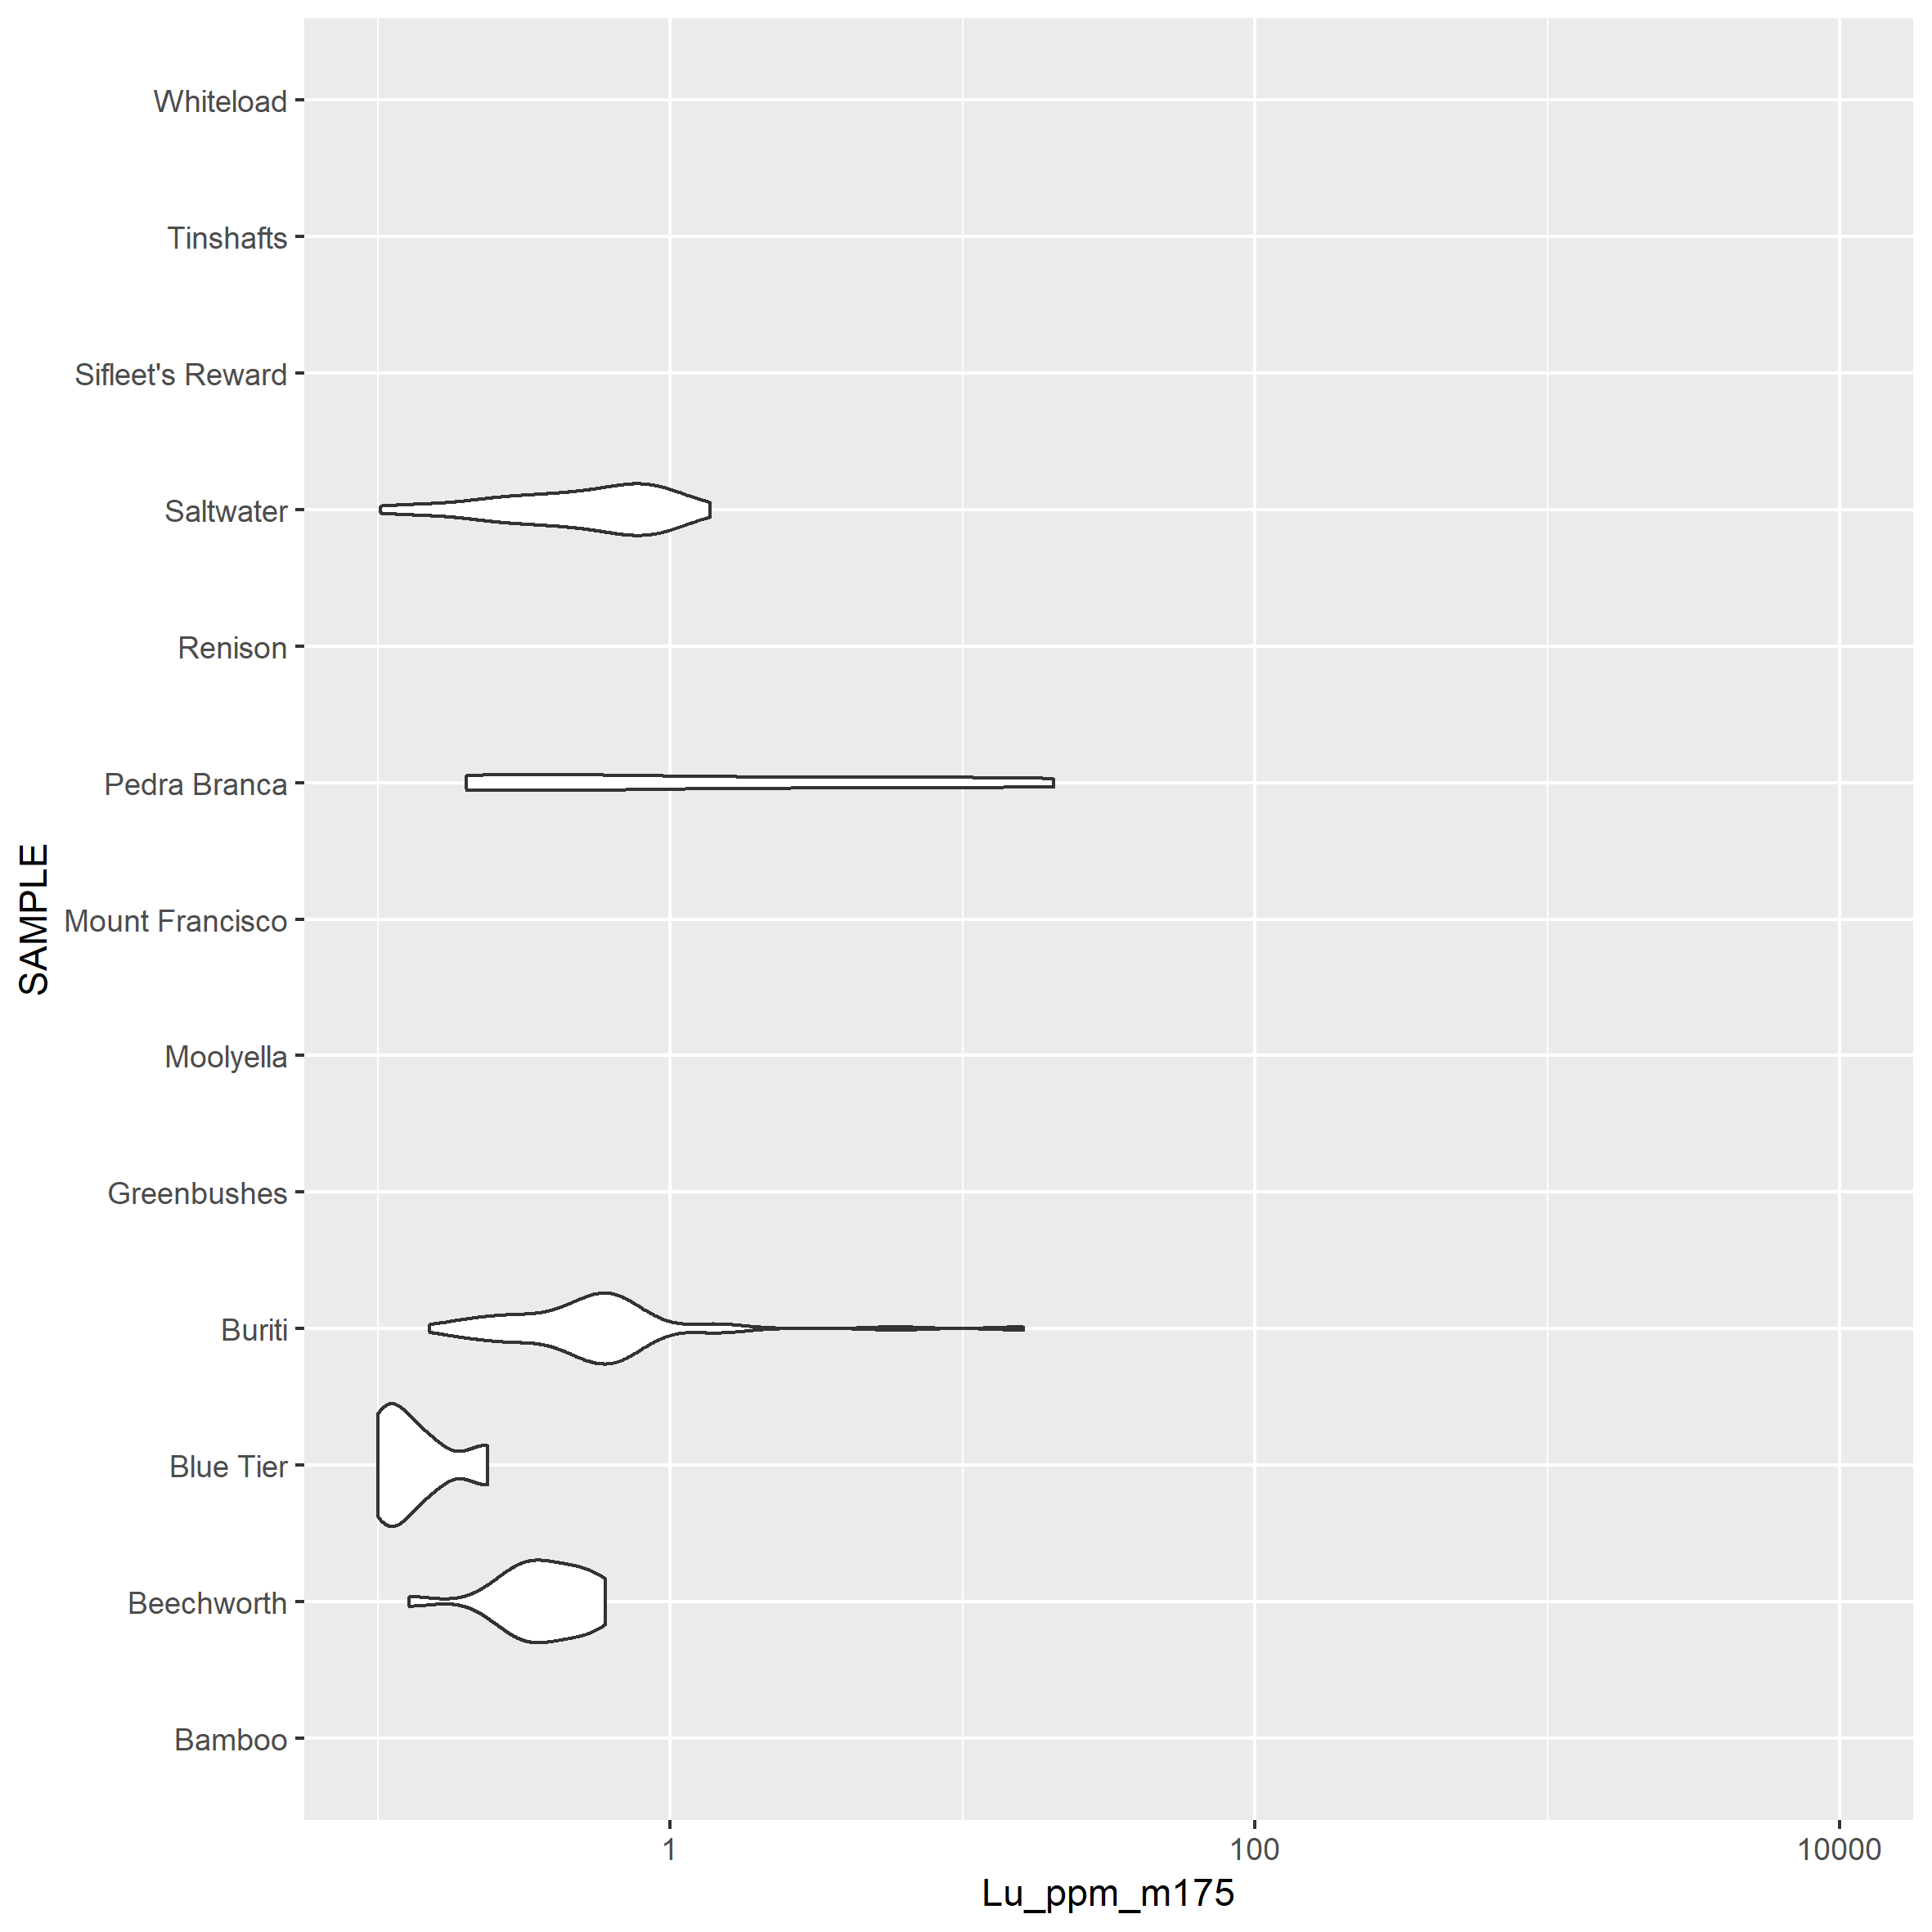 Whiteload
Tinshafts
Sifleet's Reward
Saltwater
Renison
Pedra Branca
Mount Francisco
Moolyella
Greenbushes
Buriti
Blue Tier
Beechworth
Bamboo
SAMPLE
1 100 10000
Lu_ppm_m175